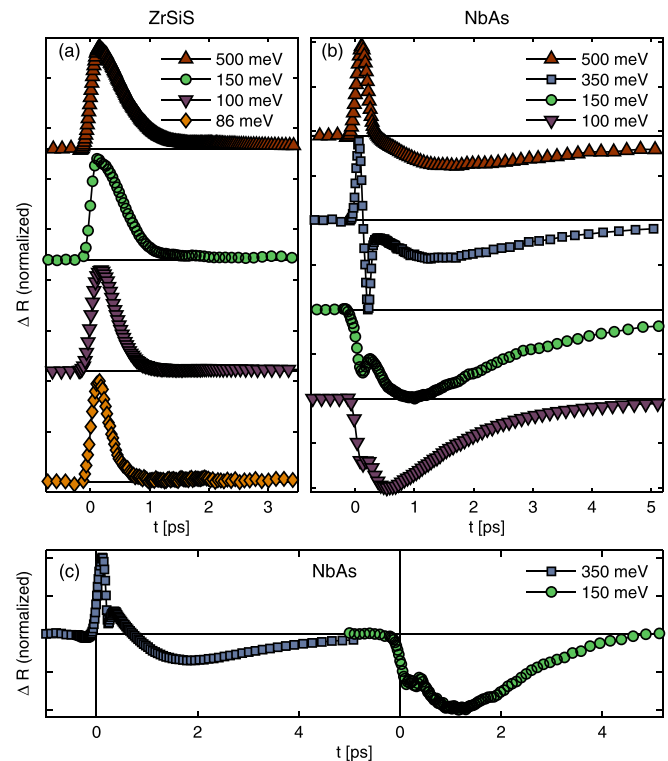 ZrSiS
NbAs
(a)
500 meV
150 meV
100 meV
86 meV
(b)
500 meV
350 meV
150 meV
100 meV
Δ R (normalized)
0 1 2 3
t [ps]
0 1 2 3 4 5
t [ps]
(c)
NbAs
350 meV
150 meV
Δ R (normalized)
0 2 4 0 2 4
t [ps]